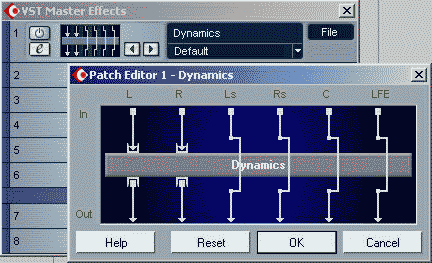 VST Master Effects
1
e
Dynamics
File
Default
2
3
4
5
6
7
8
Patch Editor 1 - Dynamics
L R Ls Rs C LFE
In
Dynamics
Out
Help Reset OK Cancel